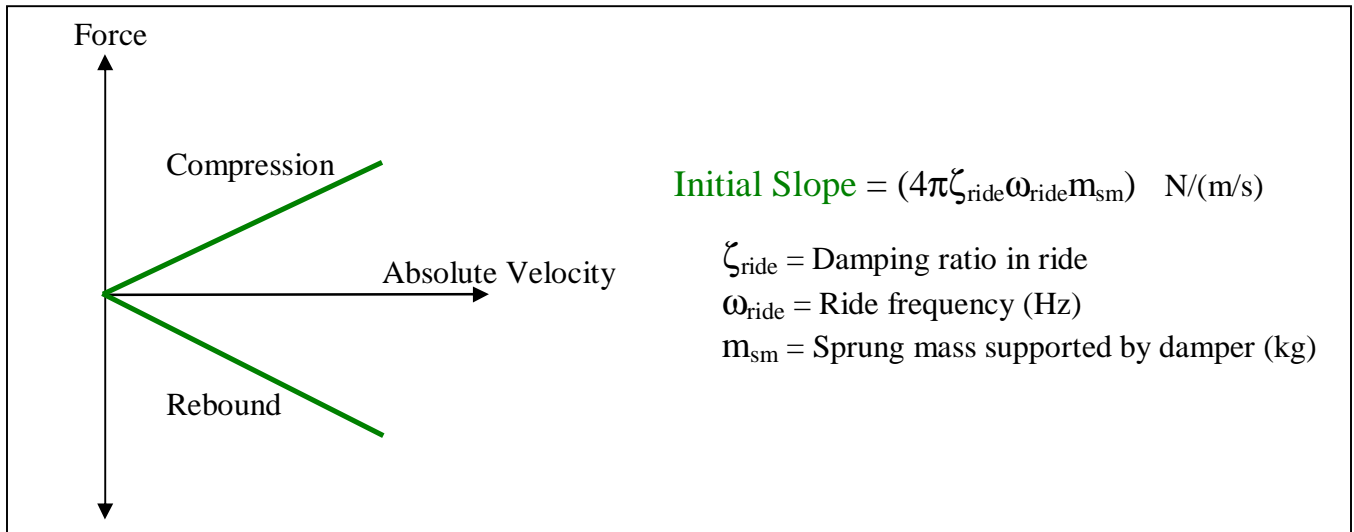 Force
Compression
Initial Slope = (4πζrideωridemsm) N/(m/s)
ζride = Damping ratio in ride
Absolute Velocity
ωride = Ride frequency (Hz)
msm = Sprung mass supported by damper (kg)
Rebound